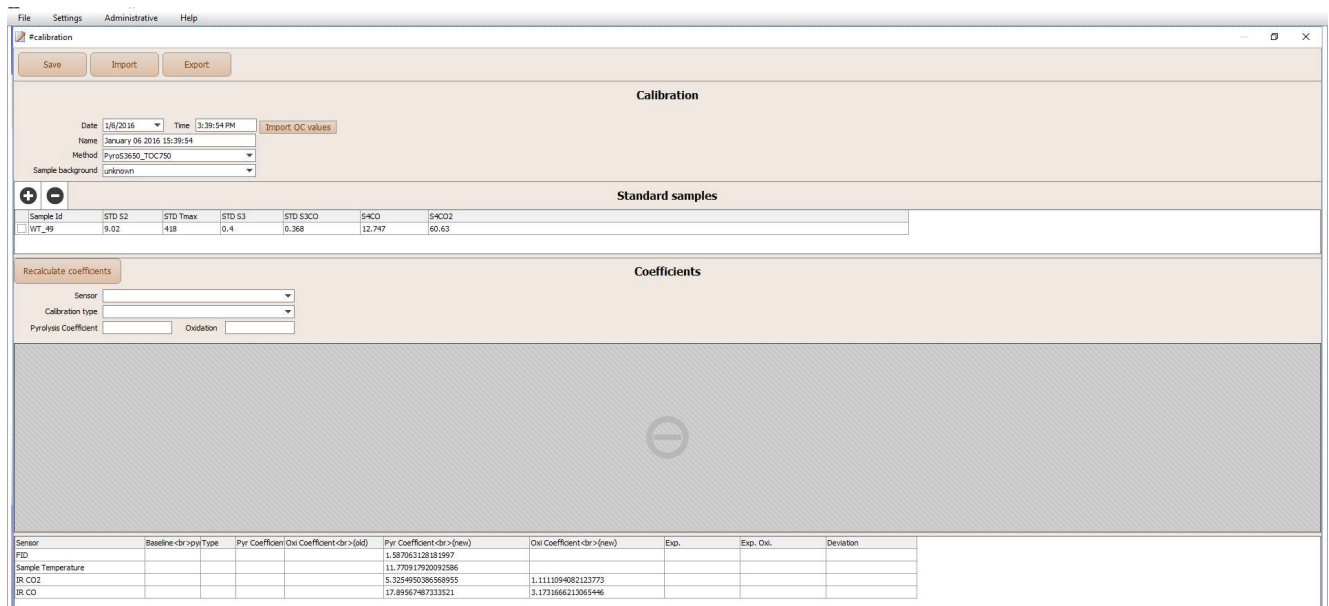 File Settings Administrative Help
#calibration
Save Import Export
Calibration
Date 1/6/2016 Time 3:39:54 PM Import QC values
Name January 06 2016 15:39:54
Method PyroS3650_TOC750
Sample background unknown
Standard samples
Sample Id STD S2 STD Tmax STD S3 STD S3CO S4CO S4CO2
WT_49 9.02 418 0.4 0.368 12.747 60.63
Recalculate coefficients Coefficients
Sensor
Calibration type
Pyrolysis Coefficient Oxidation
Sensor Baseline<br>pyr Type Pyr Coefficien Oxi Coefficient<br>(old) Pyr Coefficient<br>(new) Oxi Coefficient<br>(new) Exp. Exp. Oxi. Deviation
FID 1.587063128181997
Sample Temperature 11.770917920092586
IR CO2 5.3254950386568955 1.1111094082123773
IR CO 17.89567487333521 3.1731666213065446